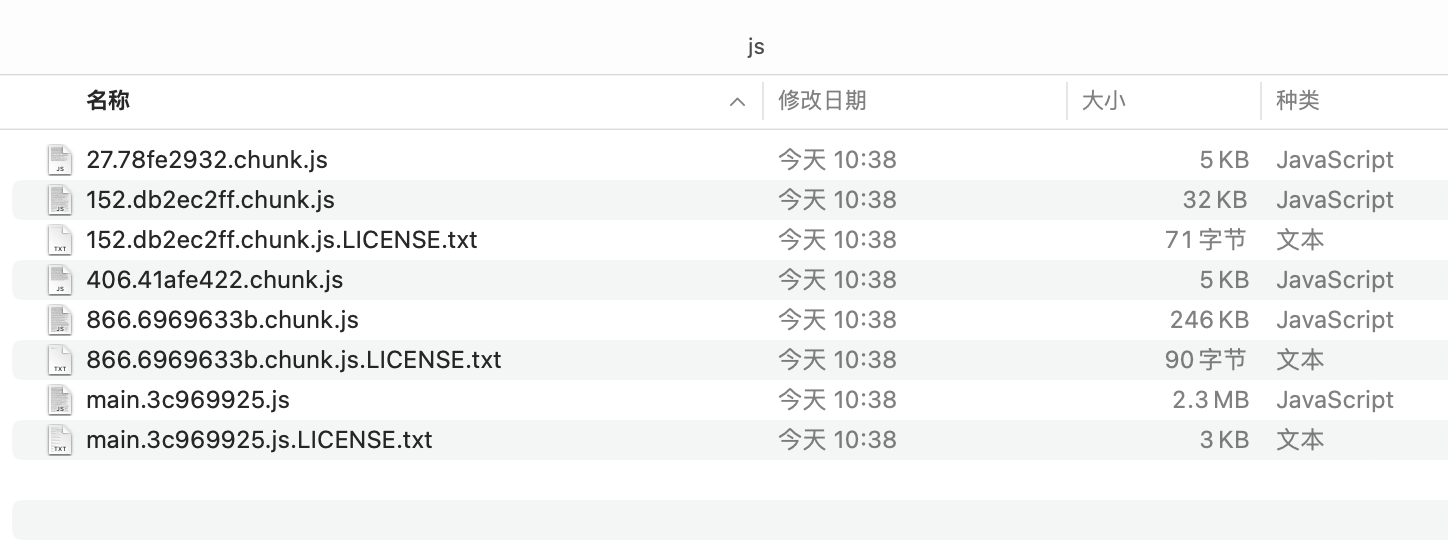 js
名称 修改日期 大小 种类
27.78fe2932.chunk.js 今天 10:38 5 KB JavaScript
152.db2ec2ff.chunk.js 今天 10:38 32 KB JavaScript
152.db2ec2ff.chunk.js.LICENSE.txt 今天 10:38 71 字节 文本
406.41afe422.chunk.js 今天 10:38 5 KB JavaScript
866.6969633b.chunk.js 今天 10:38 246 KB JavaScript
866.6969633b.chunk.js.LICENSE.txt 今天 10:38 90 字节 文本
main.3c969925.js 今天 10:38 2.3 MB JavaScript
main.3c969925.js.LICENSE.txt 今天 10:38 3 KB 文本